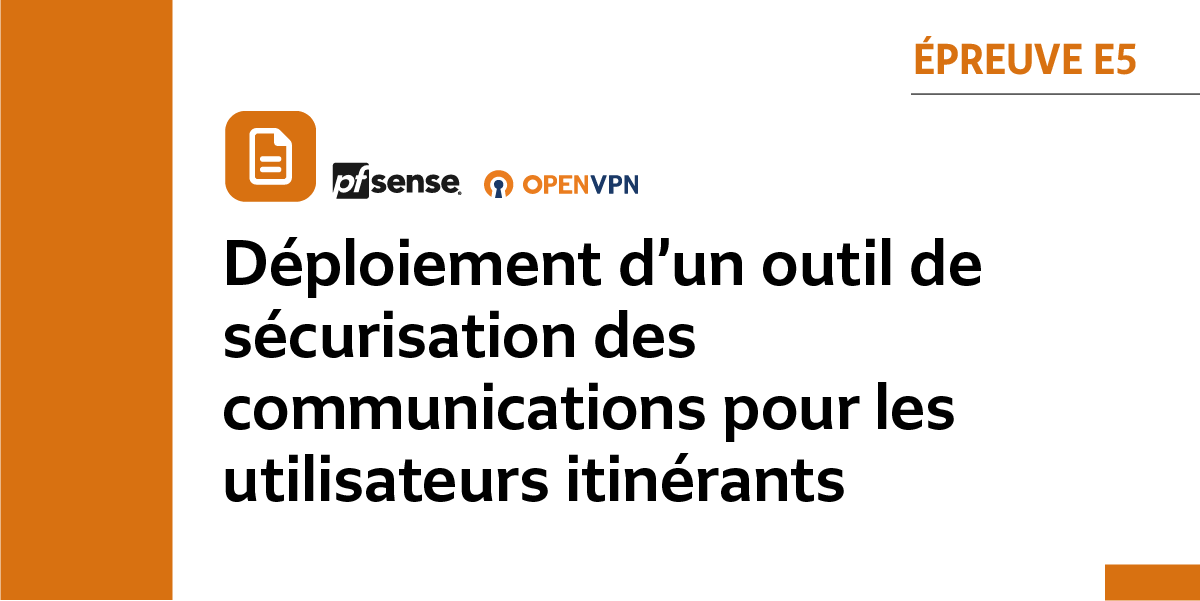 ÉPREUVE E5
pfsense
OPENVPN
Déploiement d’un outil de
sécurisation des
communications pour les
utilisateurs itinérants